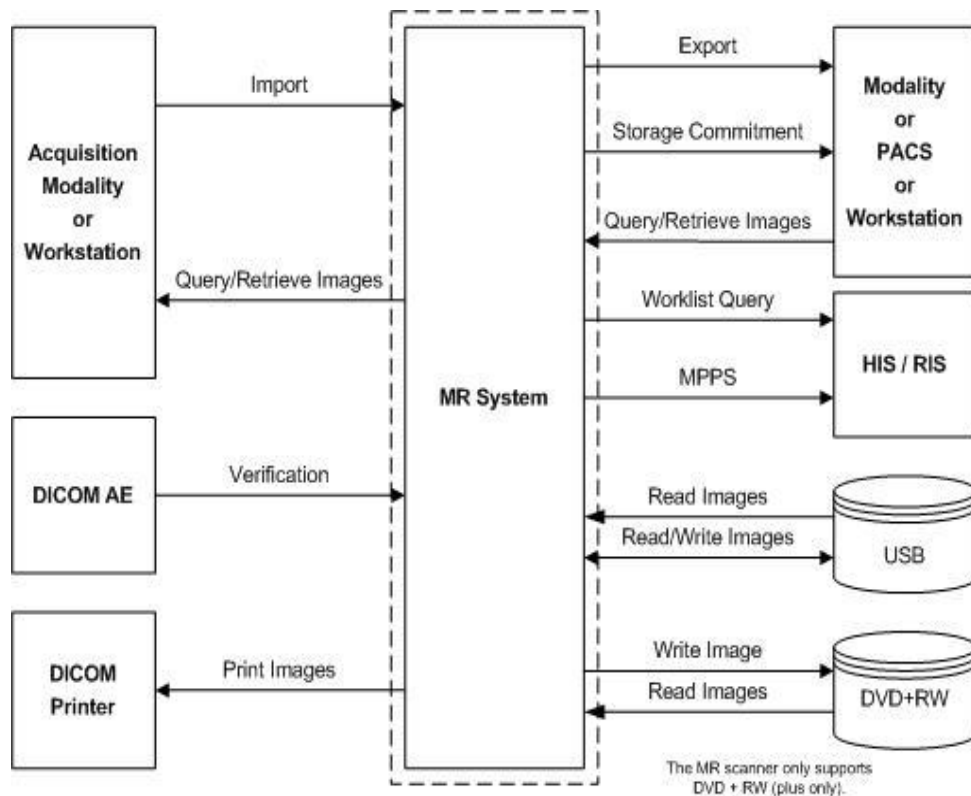 Acquisition
Modality
or
Workstation
DICOM AE
DICOM
Printer
Import
Query/Retrieve Images
Verification
Print Images
MR System
Export
Storage Commitment
Query/Retrieve Images
Worklist Query
MPPS
Read Images
Read/Write Images
Write Image
Read Images
Modality
or
PACS
or
Workstation
HIS / RIS
USB
DVD+RW
The MR scanner only supports
DVD + RW (plus only).